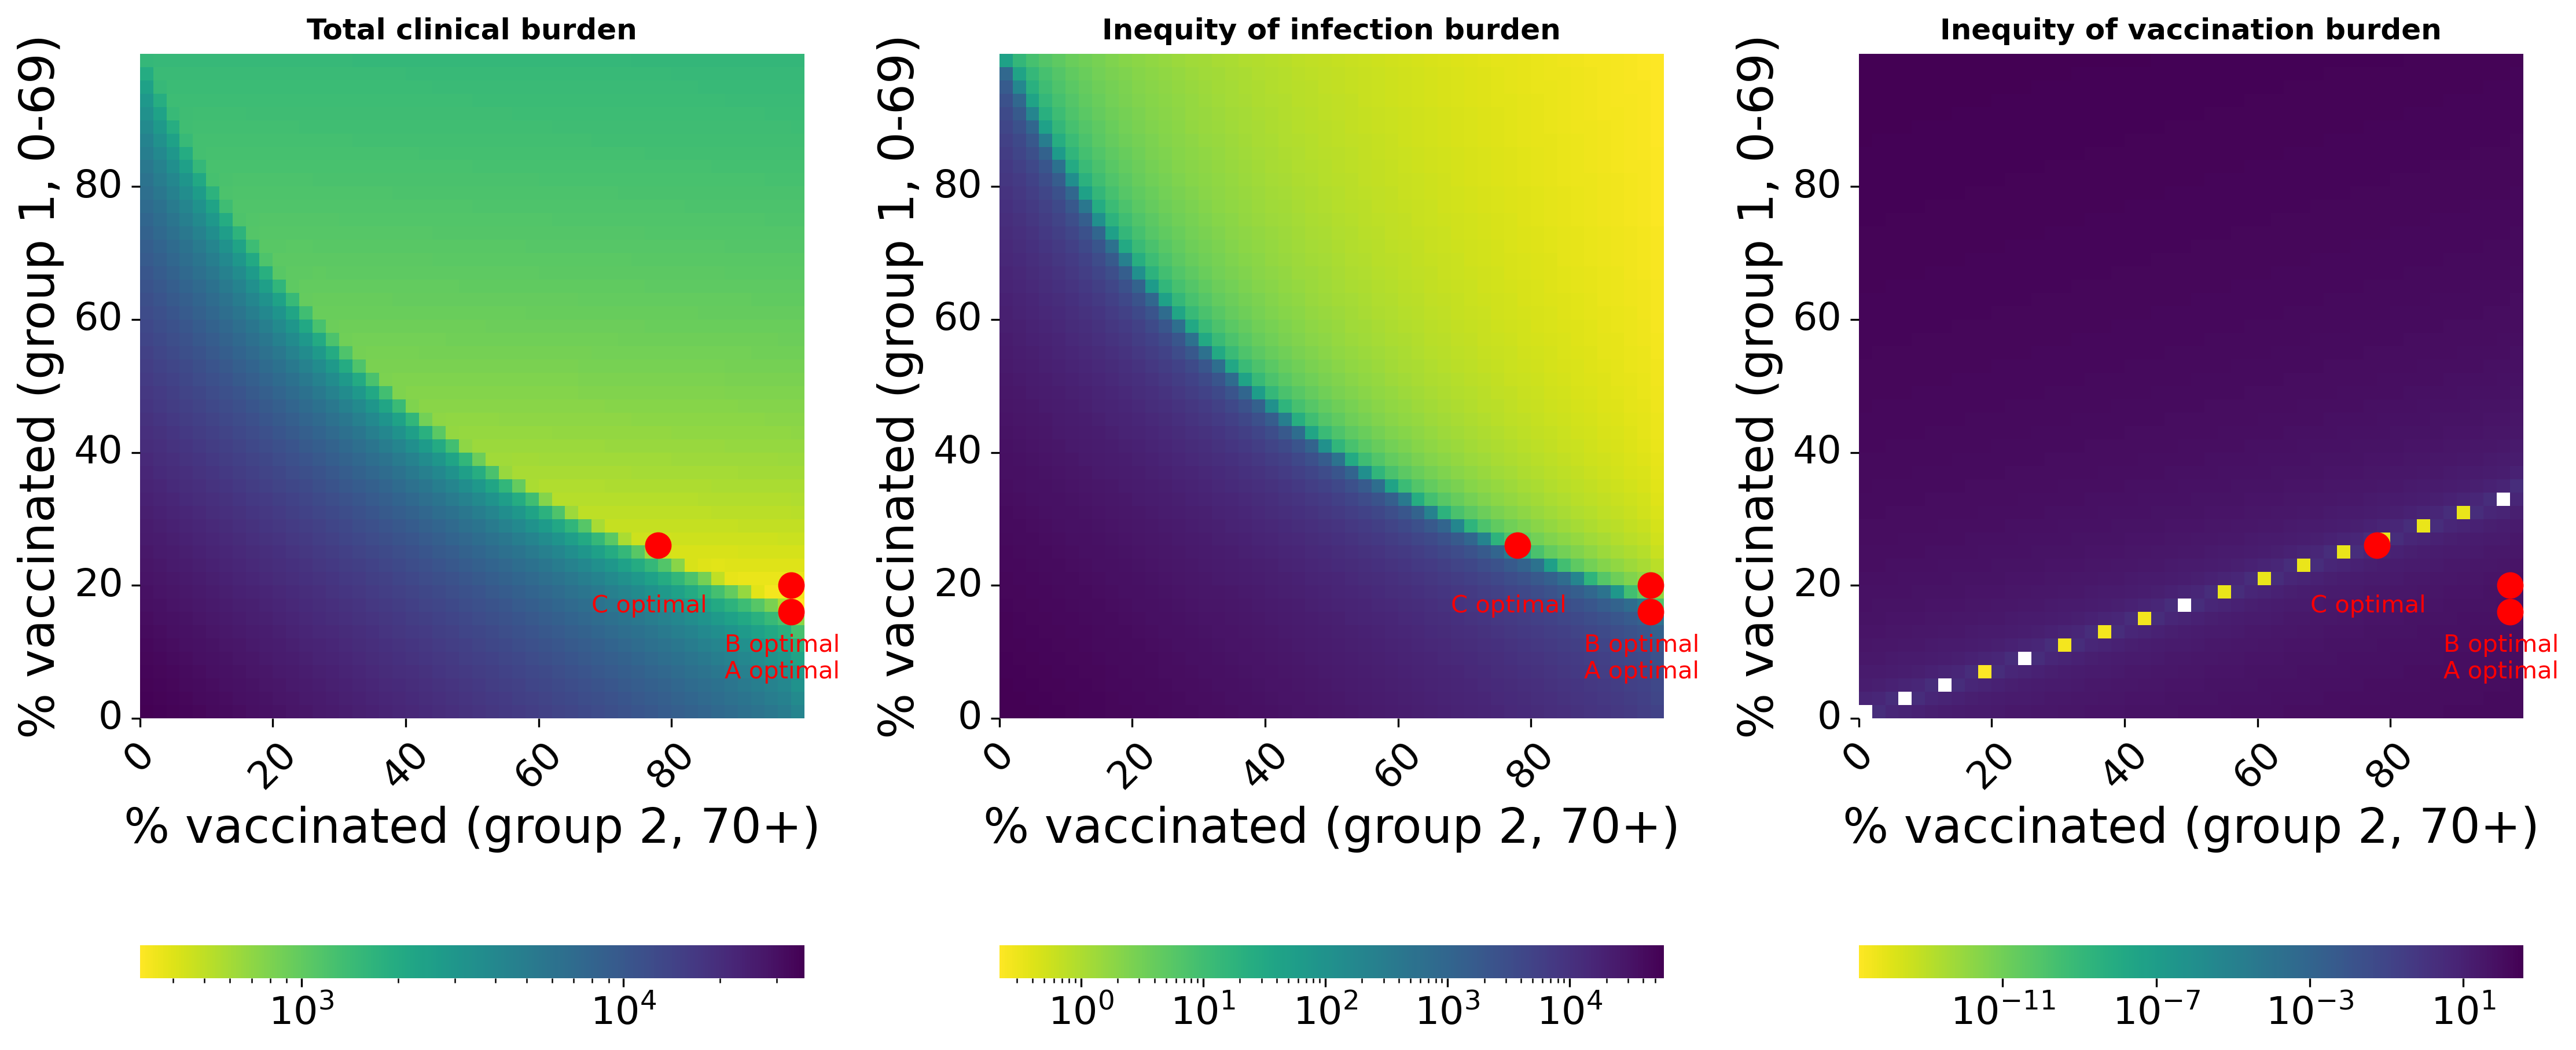 Total clinical burden
% vaccinated (group 1, 0-69)
80
60
40
20
0
C optimal
B optimal
A optimal
0
20
40
60
80
% vaccinated (group 2, 70+)
10³
10⁴
Inequity of infection burden
% vaccinated (group 1, 0-69)
80
60
40
20
0
C optimal
B optimal
A optimal
0
20
40
60
80
% vaccinated (group 2, 70+)
10⁰
10¹
10²
10³
10⁴
Inequity of vaccination burden
% vaccinated (group 1, 0-69)
80
60
40
20
0
C optimal
B optimal
A optimal
0
20
40
60
80
% vaccinated (group 2, 70+)
10⁻¹¹
10⁻⁷
10⁻³
10¹